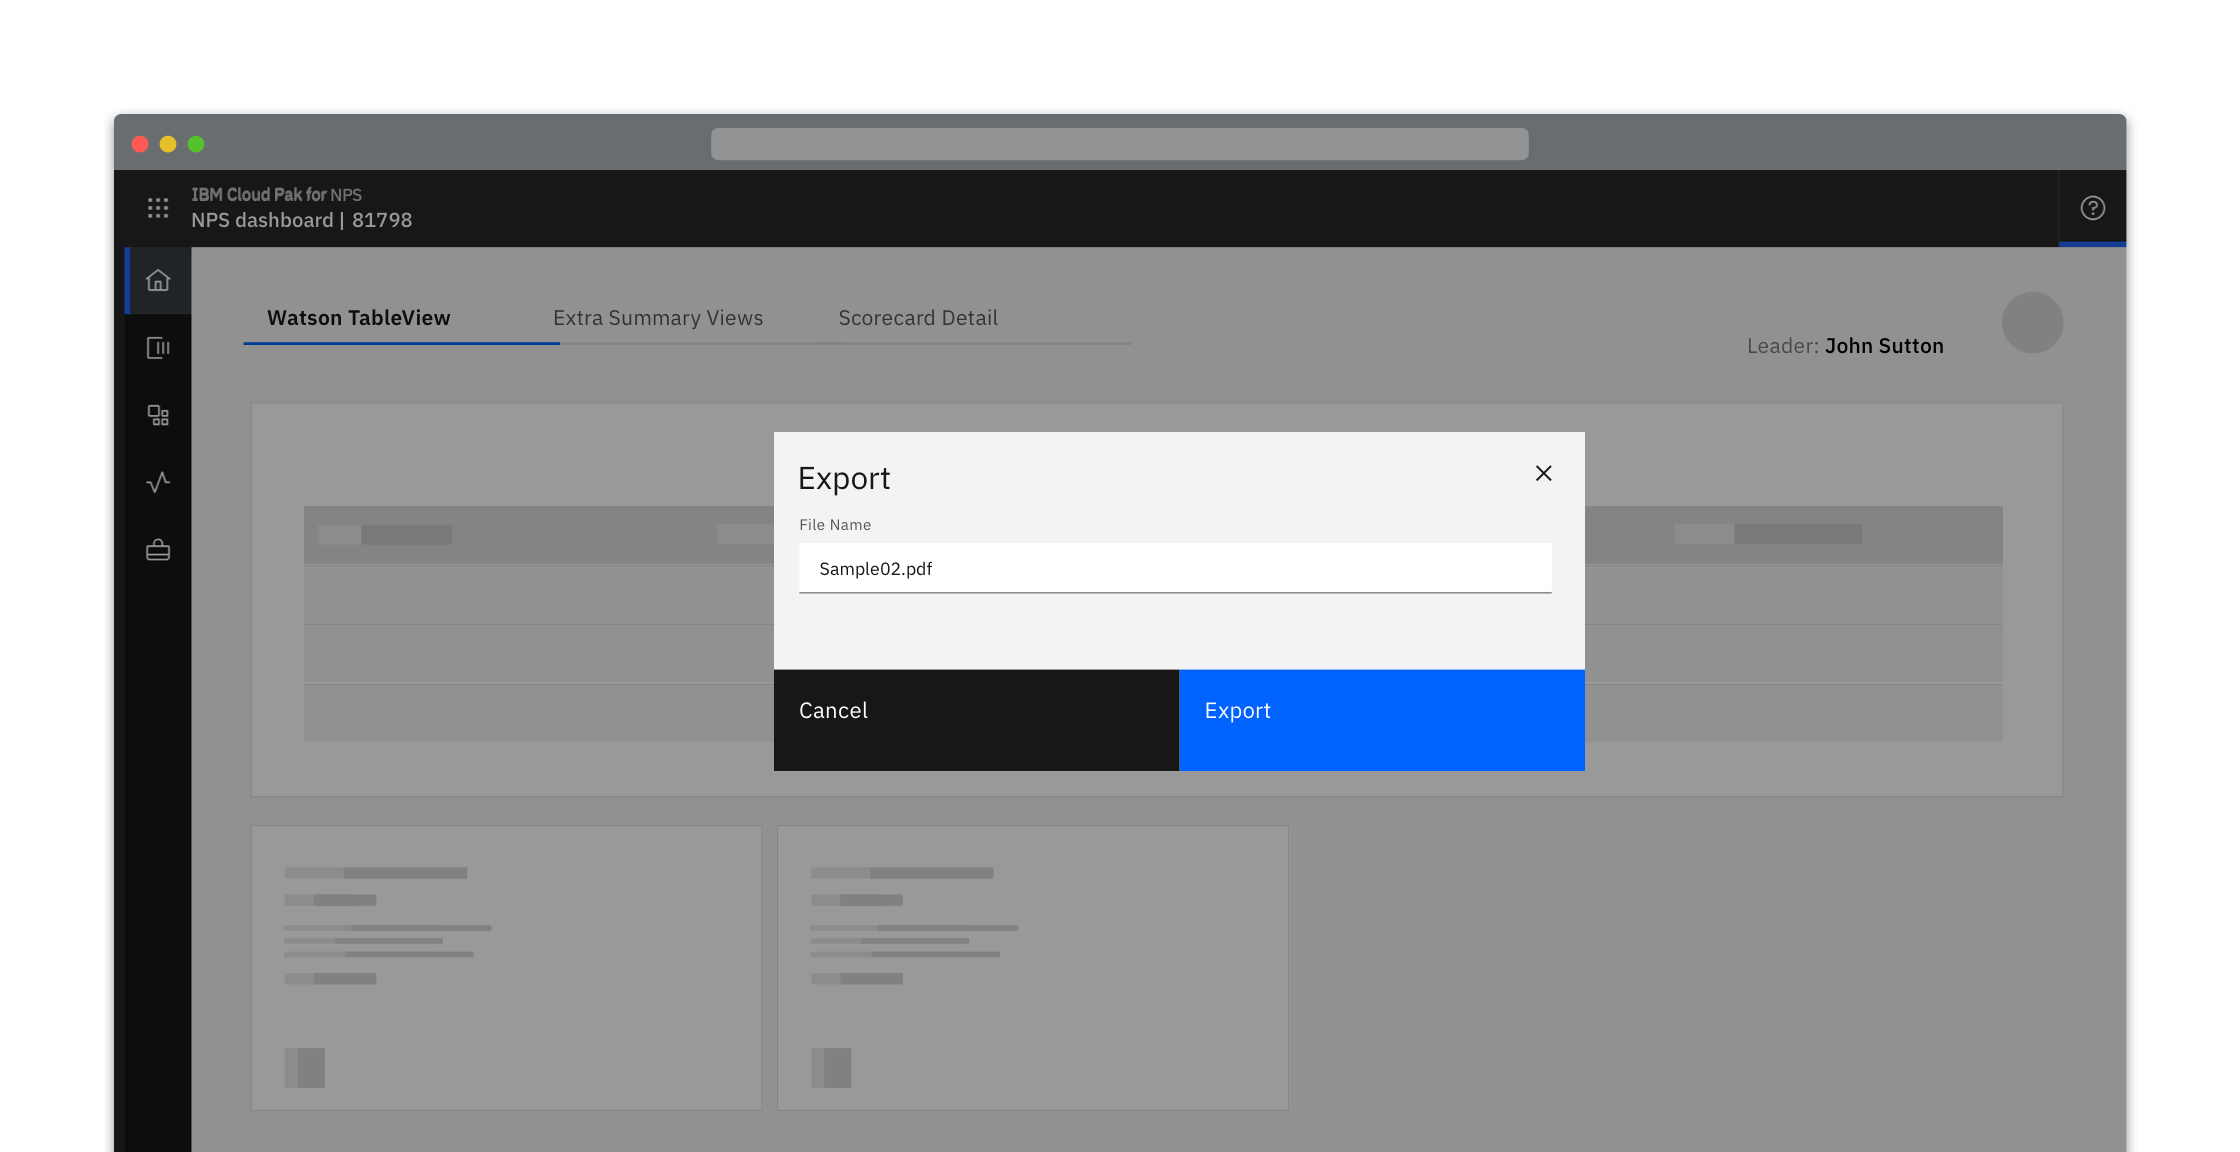 IBM Cloud Pak for NPS
NPS dashboard | 81798
Watson TableView
Extra Summary Views
Scorecard Detail
Leader: John Sutton
Export
File Name
Sample02.pdf
Cancel
Export